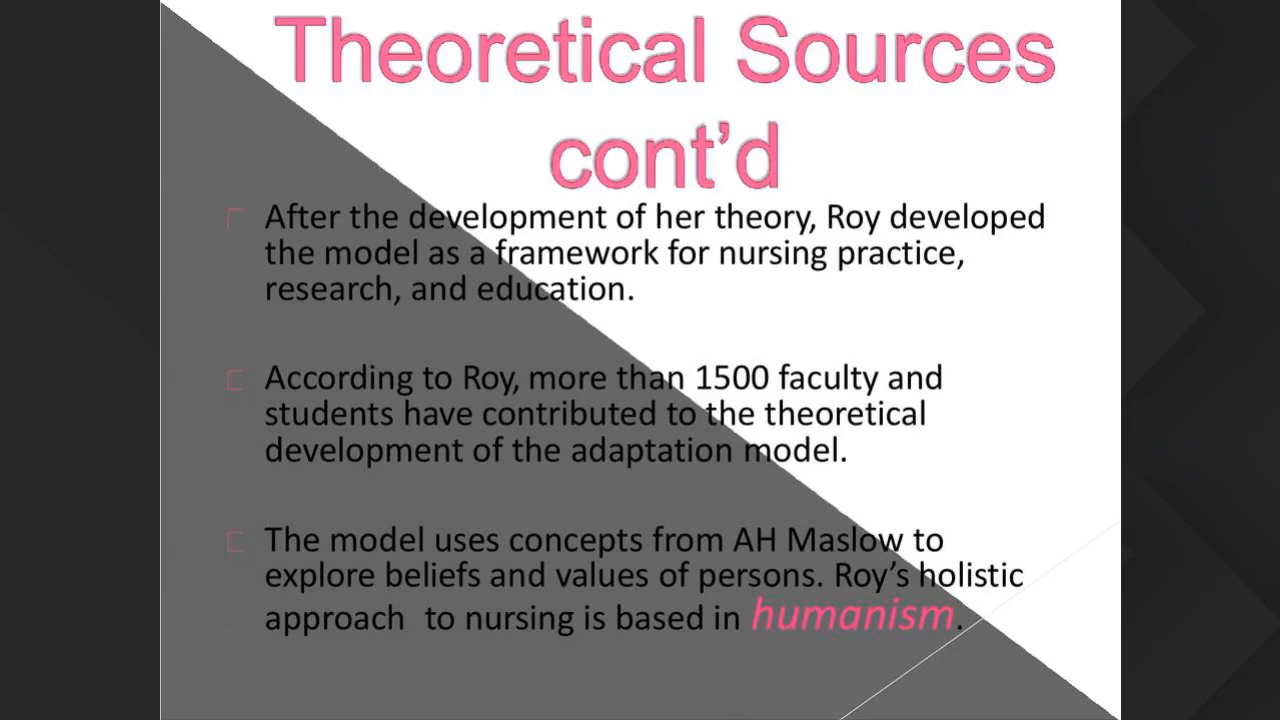 Theoretical Sources
cont’d
After the development of her theory, Roy developed
the model as a framework for nursing practice,
research, and education.
According to Roy, more than 1500 faculty and
students have contributed to the theoretical
development of the adaptation model.
The model uses concepts from AH Maslow to
explore beliefs and values of persons. Roy’s holistic
approach  to nursing is based in humanism.